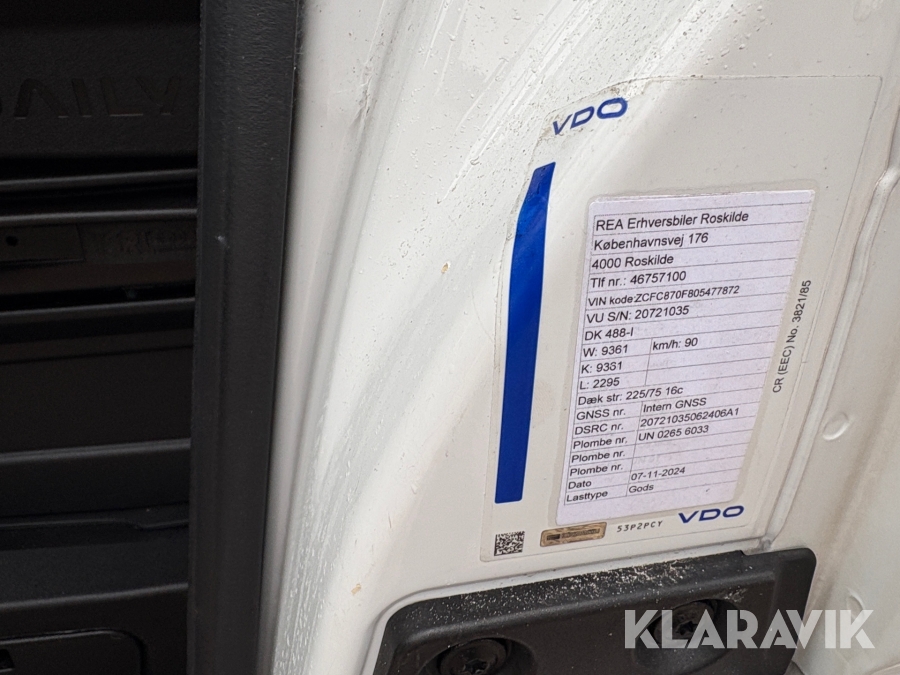 DAILY
VDO
REA Erhversbiler Roskilde
Københavnsvej 176
4000 Roskilde
Tlf nr.: 46757100
VIN kode:ZCFC870F805477872
VU S/N: 20721035
DK 488-I
W: 9361 km/h: 90
K: 9361
L: 2295
Dæk str: 225/75 16c
GNSS nr. Intern GNSS
DSRC nr. 20721035062406A1
Plombe nr. UN 0265 6033
Plombe nr.
Plombe nr.
Dato 07-11-2024
Lasttype Gods
CR (EEC) No. 3821/85
53P2PCY
VDO
KLARAVIK